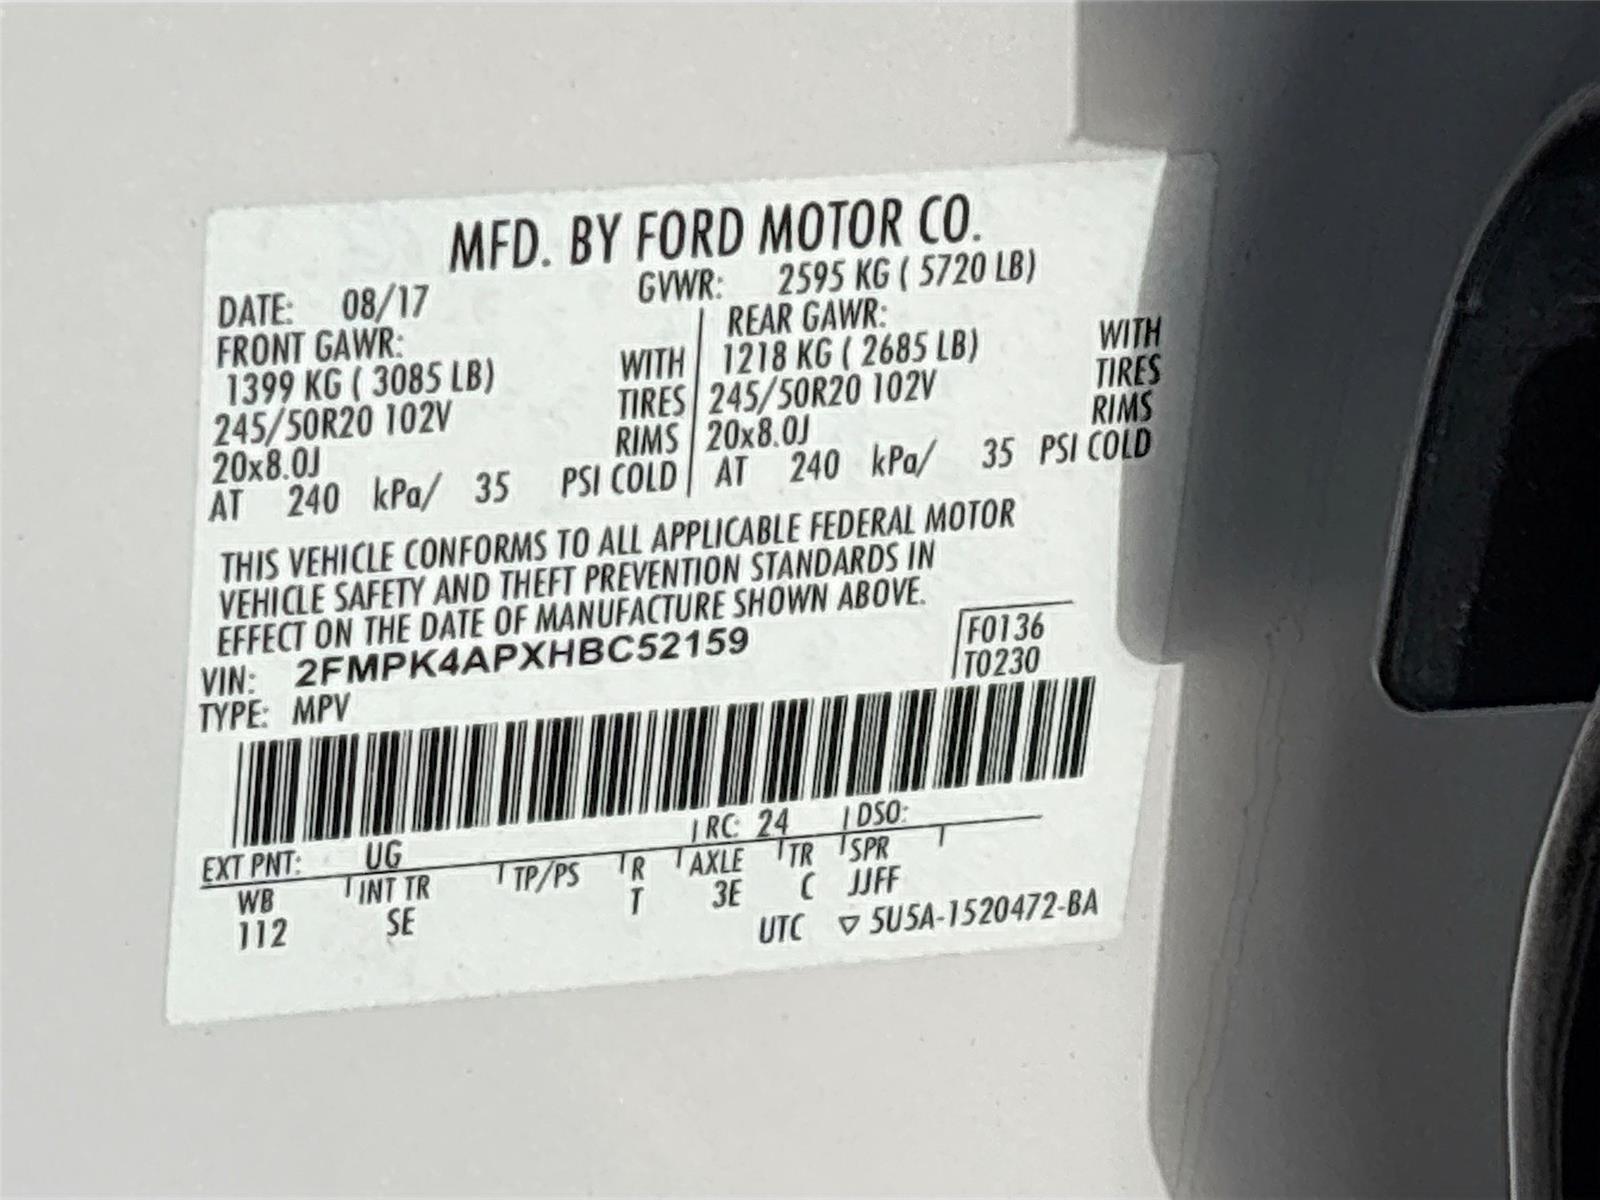 MFD. BY FORD MOTOR CO.
DATE: 08/17 GVWR: 2595 KG ( 5720 LB)
FRONT GAWR: REAR GAWR:
1399 KG ( 3085 LB) WITH 1218 KG ( 2685 LB) WITH
245/50R20 102V TIRES 245/50R20 102V TIRES
20x8.0J RIMS 20x8.0J RIMS
AT 240 kPa/ 35 PSI COLD AT 240 kPa/ 35 PSI COLD
THIS VEHICLE CONFORMS TO ALL APPLICABLE FEDERAL MOTOR
VEHICLE SAFETY AND THEFT PREVENTION STANDARDS IN
EFFECT ON THE DATE OF MANUFACTURE SHOWN ABOVE.
VIN: 2FMPK4APXHBC52159 F0136
TYPE: MPV T0230
EXT PNT: UG RC: 24 DSO:
WB INT TR TP/PS R AXLE TR SPR
112 SE T 3E C JJFF
UTC ▽ 5U5A-1520472-BA